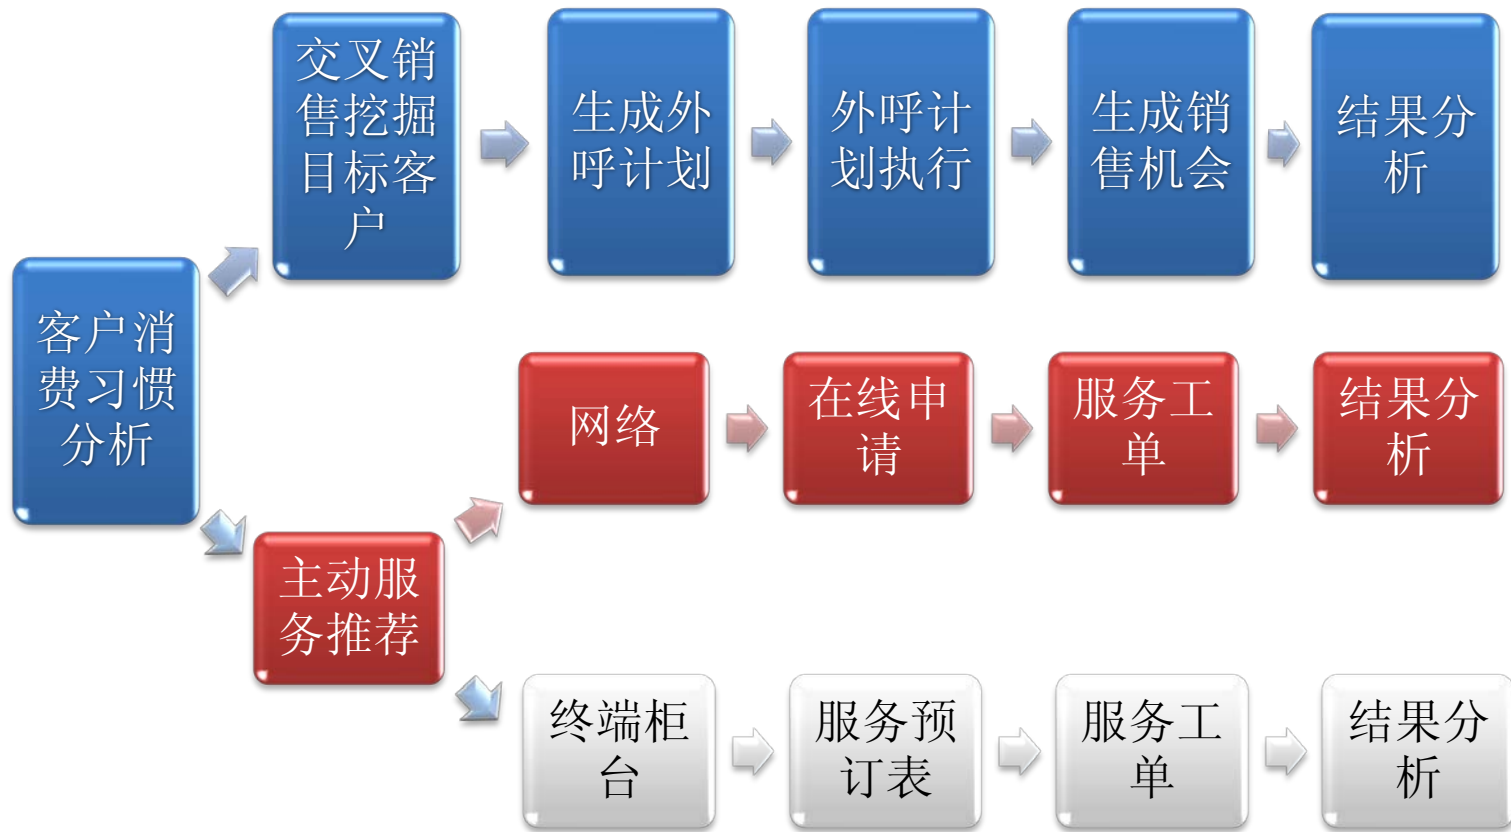 交叉销
售挖掘
目标客
户
生成外
呼计划
外呼计
划执行
生成销
售机会
结果分
析
客户消
费习惯
分析
网络
在线申
请
服务工
单
结果分
析
主动服
务推荐
终端柜
台
服务预
订表
服务工
单
结果分
析